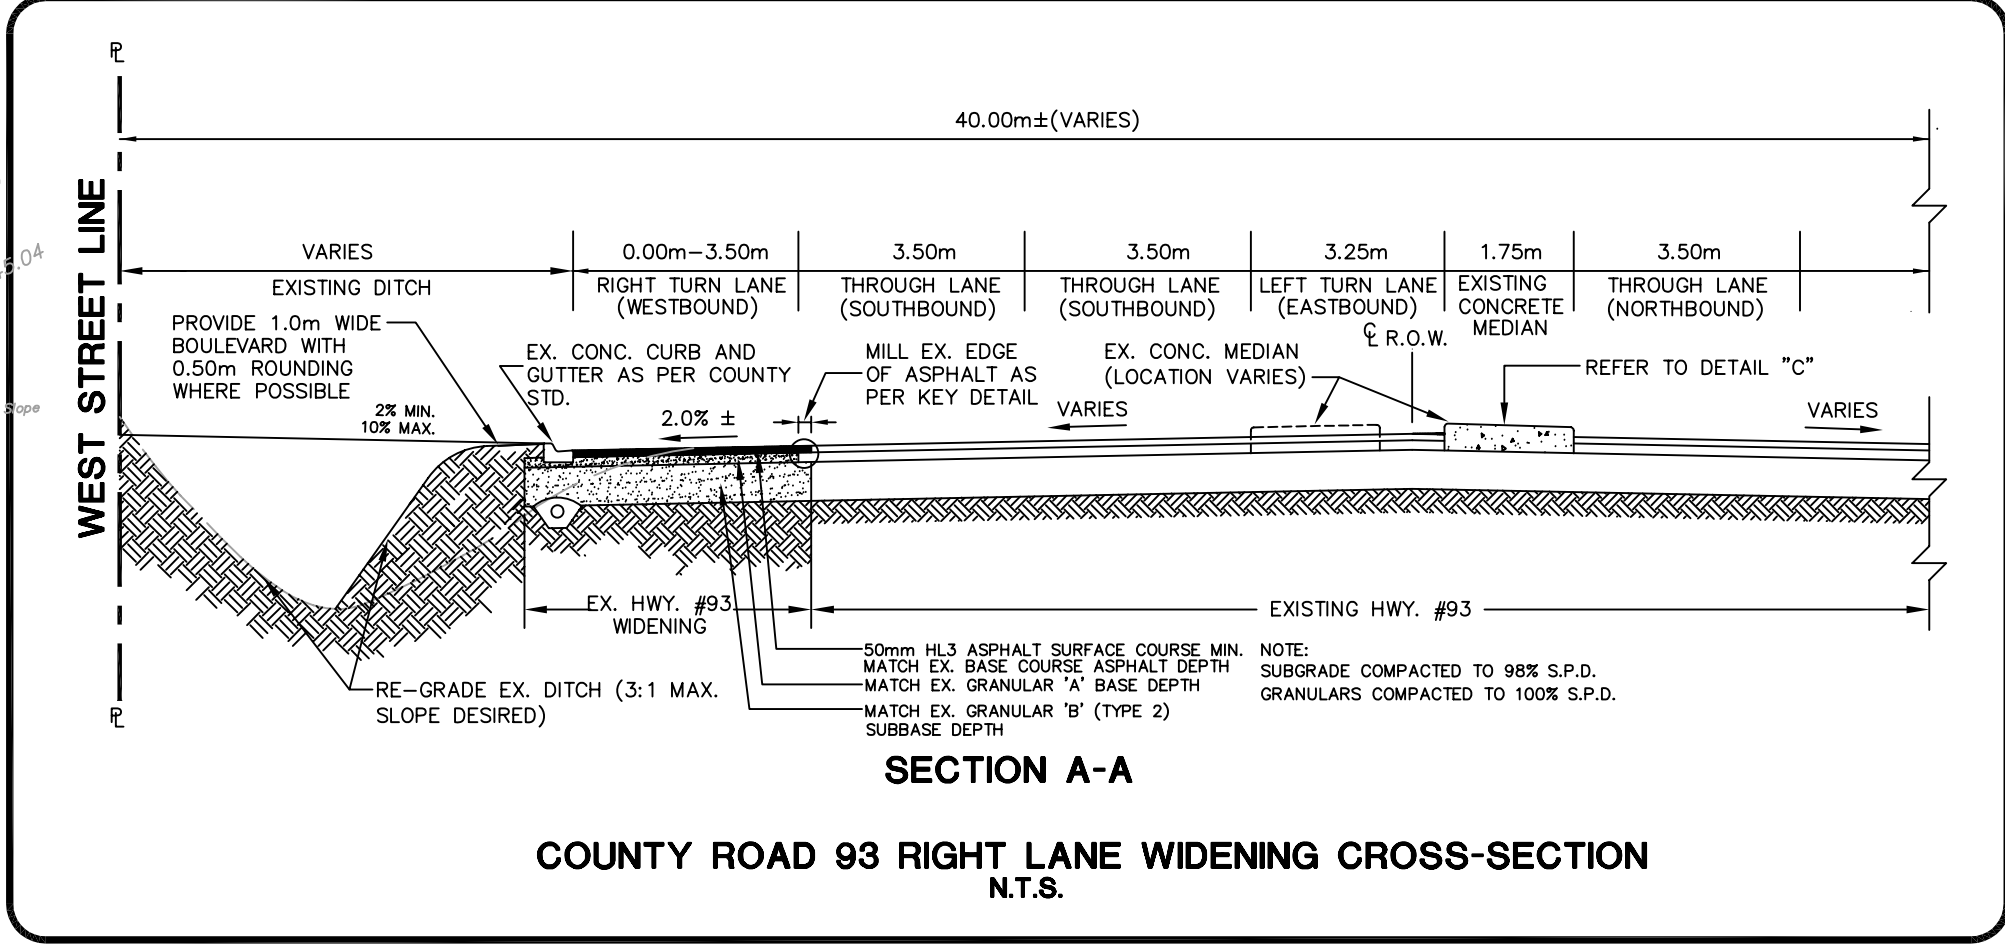 ℄ R.O.W.
40.00m±(VARIES)
WEST STREET LINE
5.04
Slope
VARIES
EXISTING DITCH
0.00m-3.50m
RIGHT TURN LANE
(WESTBOUND)
3.50m
THROUGH LANE
(SOUTHBOUND)
3.50m
THROUGH LANE
(SOUTHBOUND)
3.25m
LEFT TURN LANE
(EASTBOUND)
1.75m
EXISTING
CONCRETE
MEDIAN
3.50m
THROUGH LANE
(NORTHBOUND)
PROVIDE 1.0m WIDE
BOULEVARD WITH
0.50m ROUNDING
WHERE POSSIBLE
2% MIN.
10% MAX.
EX. CONC. CURB AND
GUTTER AS PER COUNTY
STD.
2.0% ±
MILL EX. EDGE
OF ASPHALT AS
PER KEY DETAIL
EX. CONC. MEDIAN
(LOCATION VARIES)
VARIES
REFER TO DETAIL "C"
VARIES
EX. HWY. #93
WIDENING
EXISTING HWY. #93
RE-GRADE EX. DITCH (3:1 MAX.
SLOPE DESIRED)
50mm HL3 ASPHALT SURFACE COURSE MIN.
MATCH EX. BASE COURSE ASPHALT DEPTH
MATCH EX. GRANULAR 'A' BASE DEPTH
MATCH EX. GRANULAR 'B' (TYPE 2)
SUBBASE DEPTH
NOTE:
SUBGRADE COMPACTED TO 98% S.P.D.
GRANULARS COMPACTED TO 100% S.P.D.
PL
PL
SECTION A-A
COUNTY ROAD 93 RIGHT LANE WIDENING CROSS-SECTION
N.T.S.